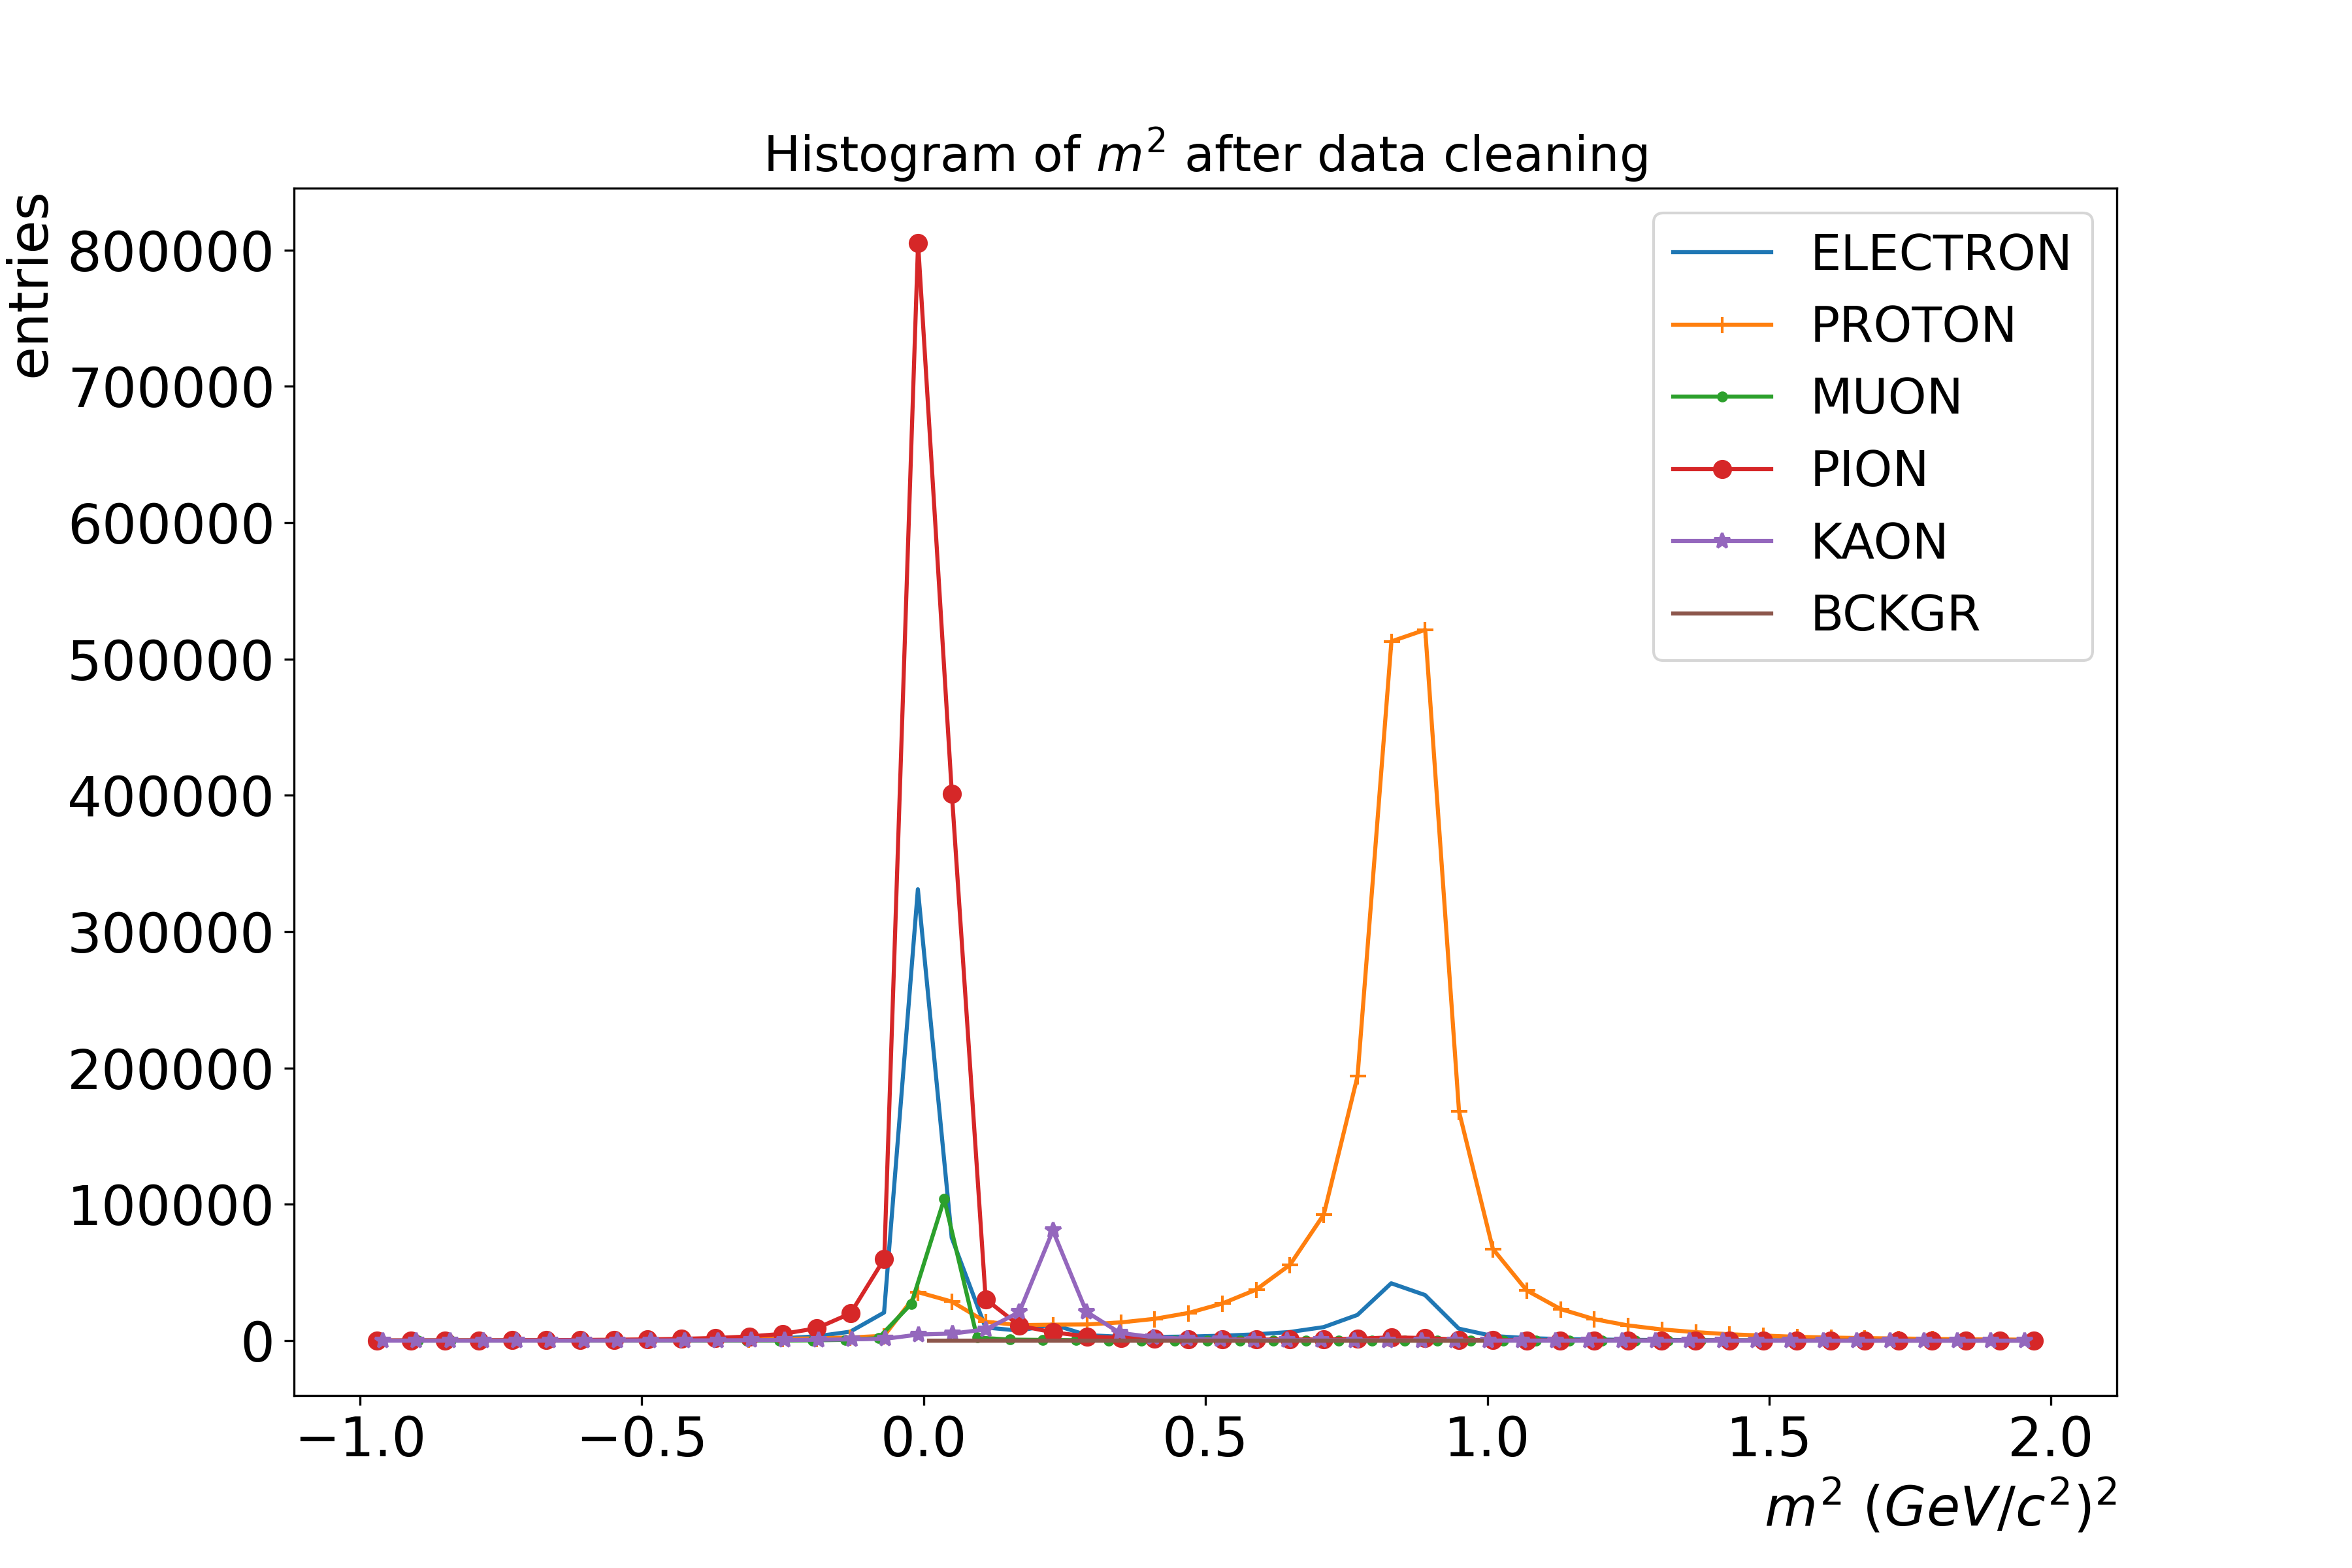 Histogram of m² after data cleaning
entries
800000
700000
600000
500000
400000
300000
200000
100000
0
ELECTRON
PROTON
MUON
PION
KAON
BCKGR
−1.0 −0.5 0.0 0.5 1.0 1.5 2.0
m² (GeV/c²)²